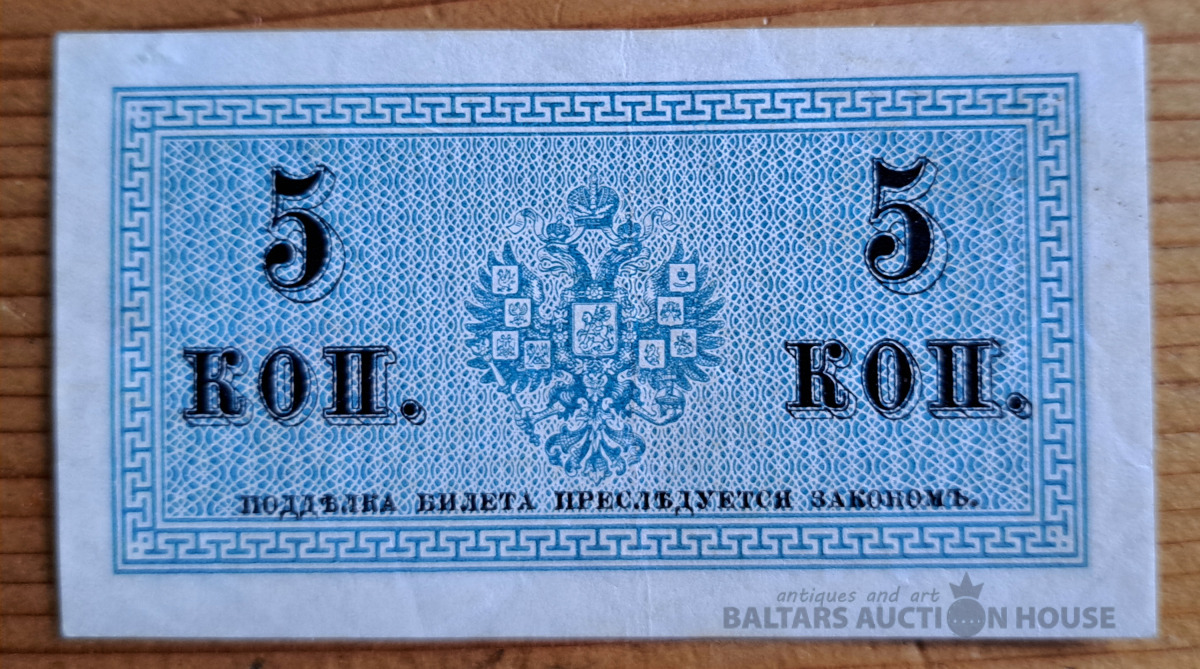 5 5
КОП. КОП.
ПОДДѢЛКА БИЛЕТА ПРЕСЛѢДУЕТСЯ ЗАКОНОМЪ.
antiques and art
BALTARS AUCTION HOUSE